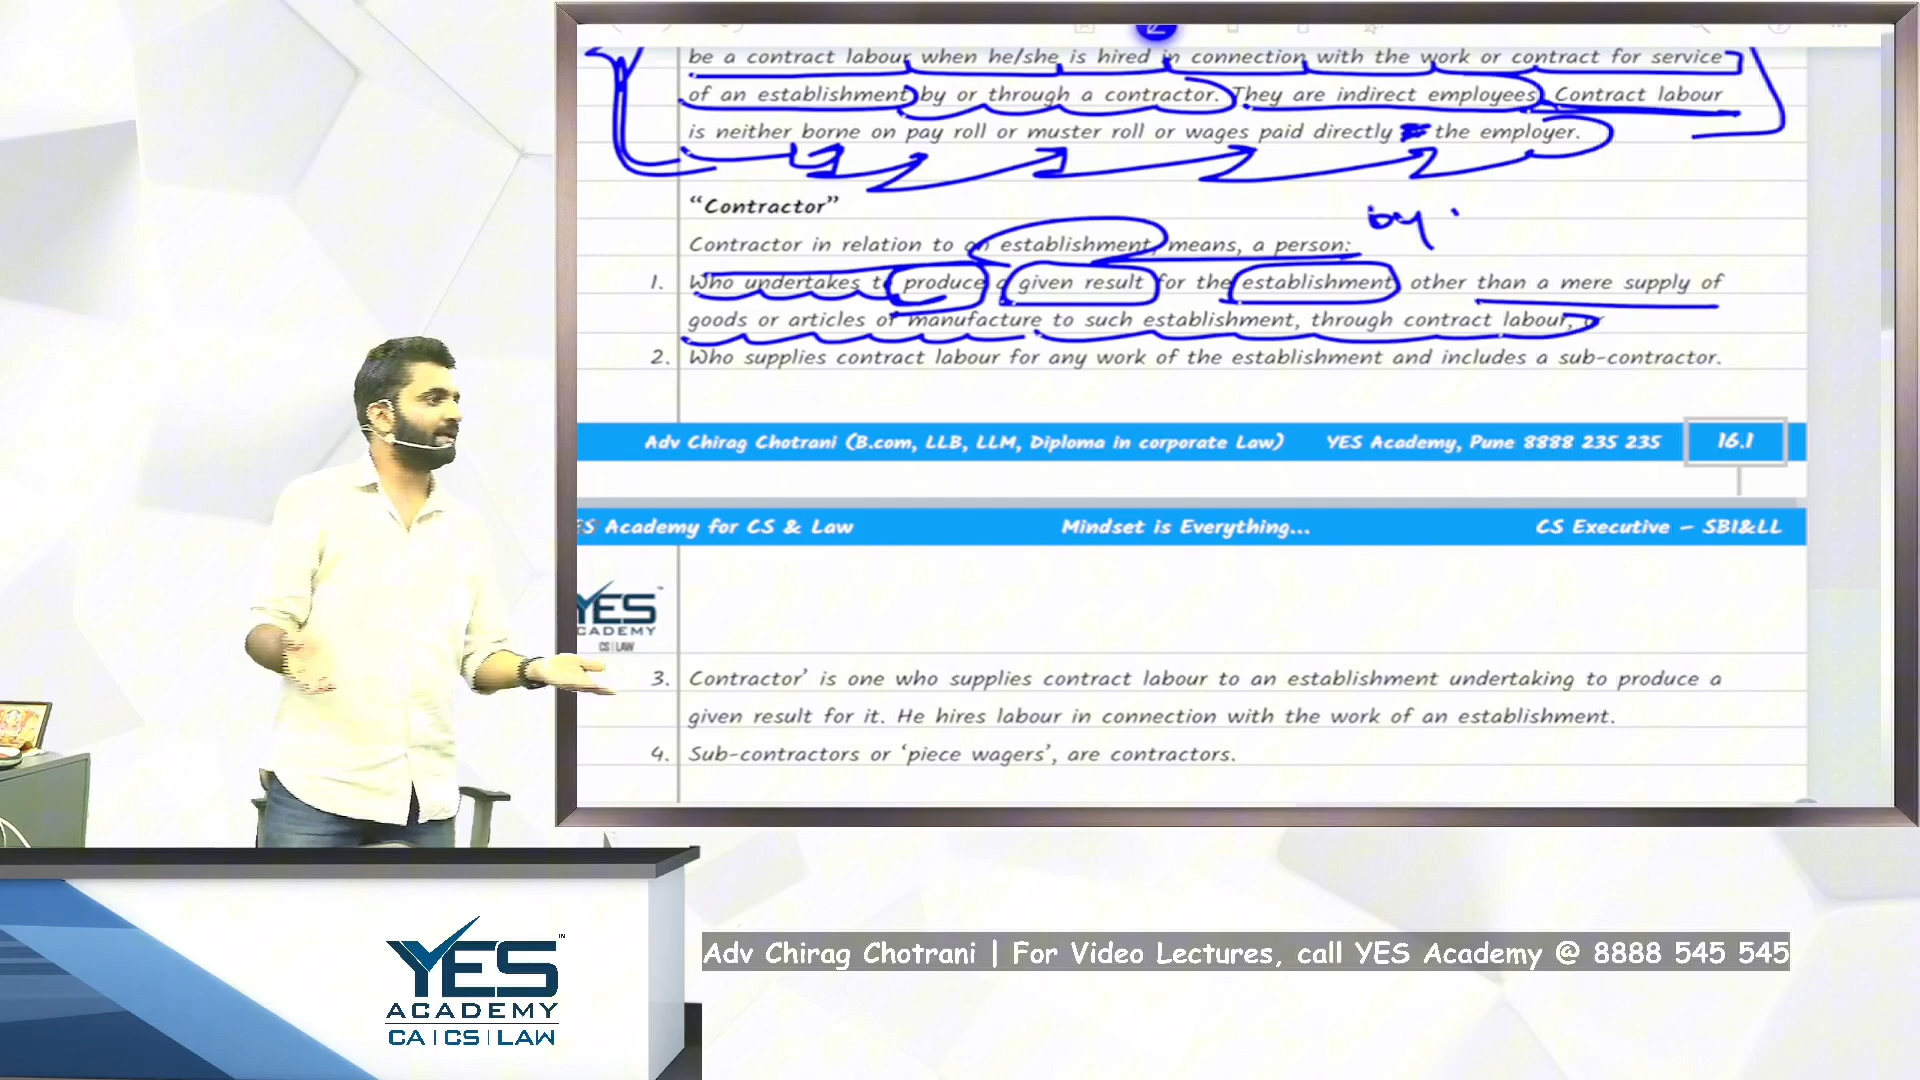 be a contract labour when he/she is hired in connection with the work or contract for service
of an establishment by or through a contractor. They are indirect employees. Contract labour
is neither borne on pay roll or muster roll or wages paid directly the employer.
by
“Contractor”
Contractor in relation to an establishment, means, a person:
1. Who undertakes to produce a given result for the establishment other than a mere supply of
goods or articles of manufacture to such establishment, through contract labour, or
2. Who supplies contract labour for any work of the establishment and includes a sub-contractor.
Adv Chirag Chotrani (B.com, LLB, LLM, Diploma in corporate Law) YES Academy, Pune 8888 235 235 16.1
ES Academy for CS & Law Mindset is Everything... CS Executive – SBI&LL
YES
CADEMY
CS|LAW
3. Contractor’ is one who supplies contract labour to an establishment undertaking to produce a
given result for it. He hires labour in connection with the work of an establishment.
4. Sub-contractors or ‘piece wagers’, are contractors.
YES
ACADEMY
CA|CS|LAW
Adv Chirag Chotrani | For Video Lectures, call YES Academy @ 8888 545 545